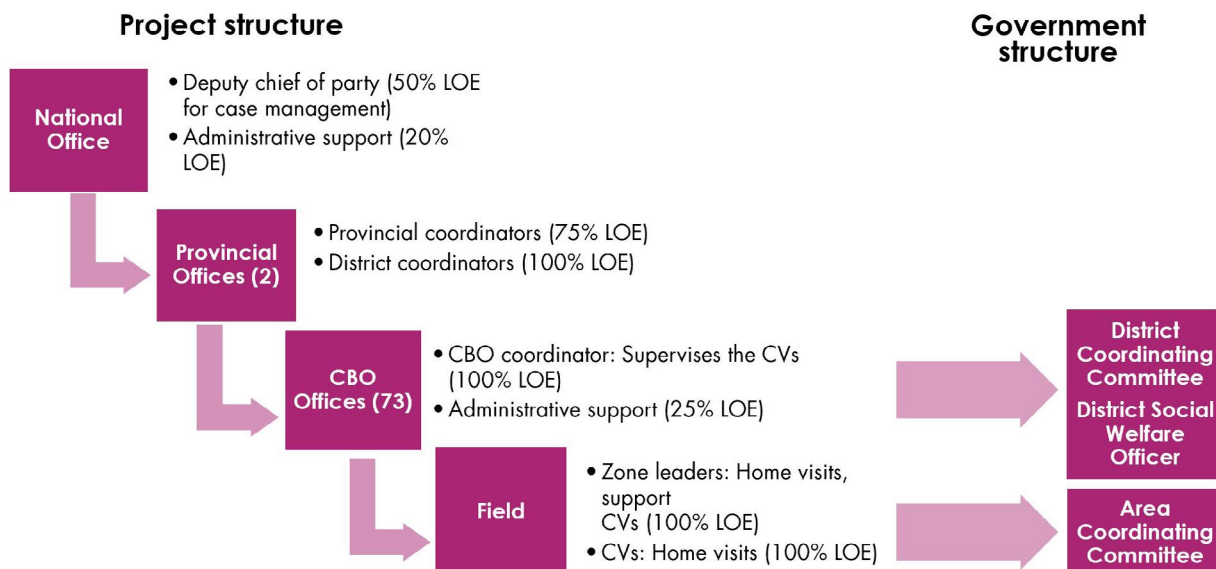 Project structure
Government
structure
National
Office
• Deputy chief of party (50% LOE
for case management)
• Administrative support (20%
LOE)
Provincial
Offices (2)
• Provincial coordinators (75% LOE)
• District coordinators (100% LOE)
CBO
Offices (73)
• CBO coordinator: Supervises the CVs
(100% LOE)
• Administrative support (25% LOE)
District
Coordinating
Committee
District Social
Welfare
Officer
Field
• Zone leaders: Home visits,
support
CVs (100% LOE)
• CVs: Home visits (100% LOE)
Area
Coordinating
Committee